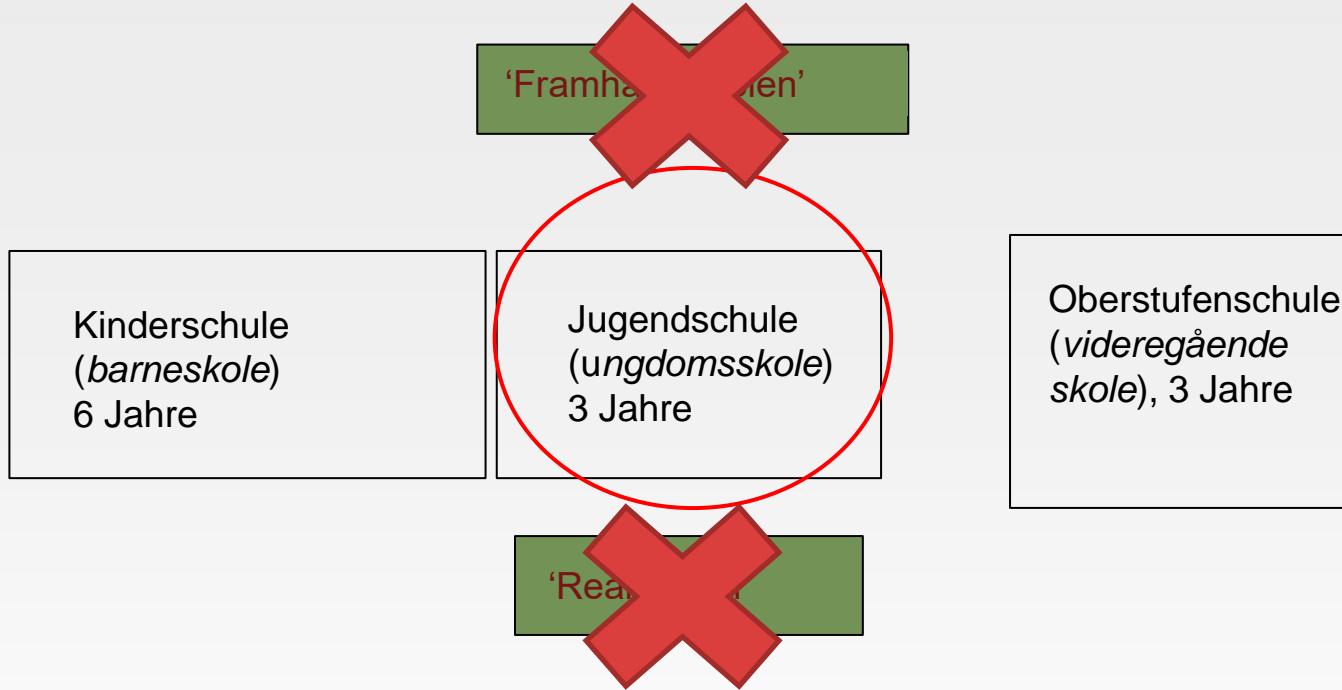 Kinderschule
(barneskole)
6 Jahre
Jugendschule
(ungdomsskole)
3 Jahre
Oberstufenschule
(videregående
skole), 3 Jahre